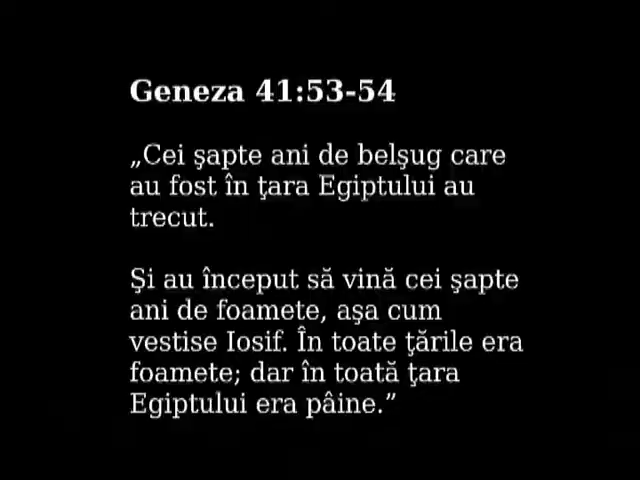 Geneza 41:53-54
„Cei şapte ani de belşug care
au fost în ţara Egiptului au
trecut.
Şi au început să vină cei şapte
ani de foamete, aşa cum
vestise Iosif. În toate ţările era
foamete; dar în toată ţara
Egiptului era pâine.”